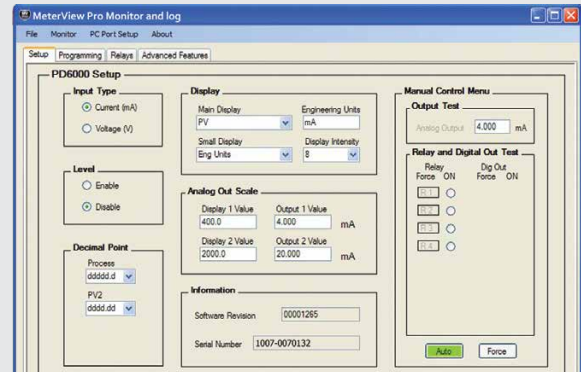 MeterView Pro Monitor and log
File Monitor PC Port Setup About
Setup Programming Relays Advanced Features
PD6000 Setup
Input Type
Current (mA)
Voltage (V)
Level
Enable
Disable
Decimal Point
Process
ddddd.d
PV2
dddd.dd
Display
Main Display Engineering Units
PV mA
Small Display Display Intensity
Eng Units 8
Analog Out Scale
Display 1 Value Output 1 Value
400.0 4.000 mA
Display 2 Value Output 2 Value
2000.0 20.000 mA
Information
Software Revision 00001265
Serial Number 1007-0070132
Manual Control Menu
Output Test
Analog Output 4.000 mA
Relay and Digital Out Test
Relay Dig Out
Force ON Force ON
R 1
R 2
R 3
R 4
Auto Force